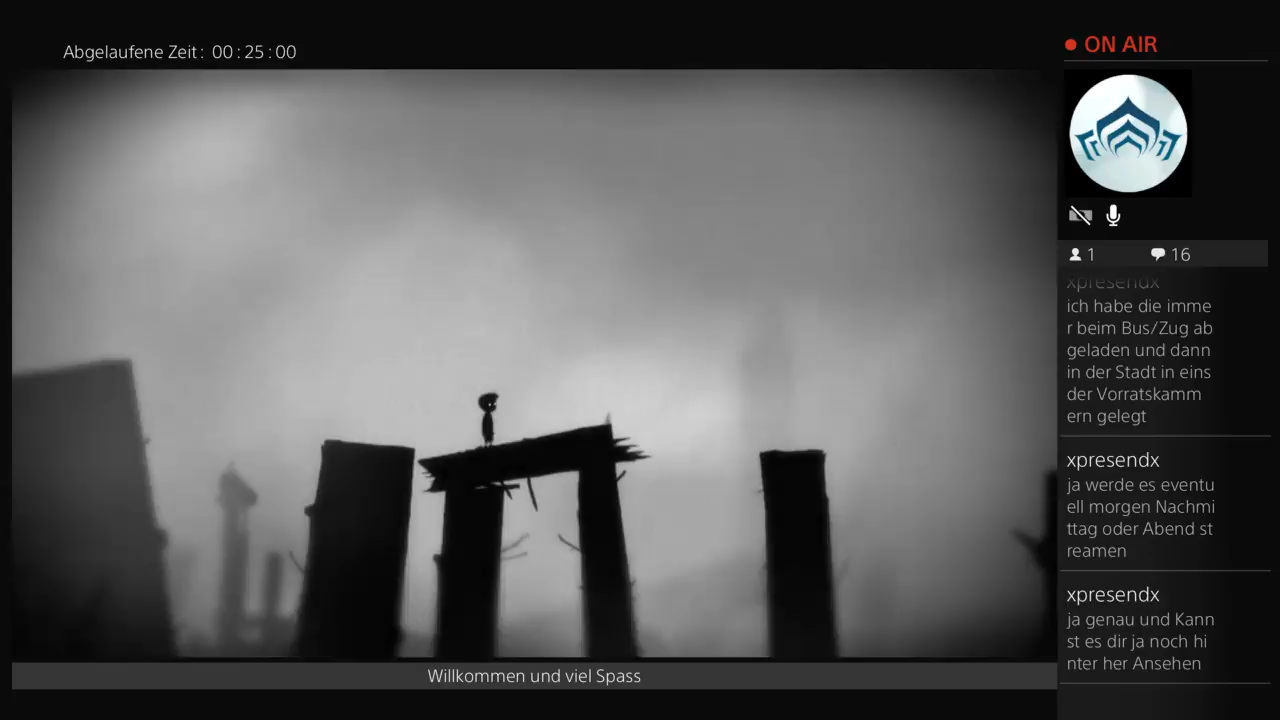 Abgelaufene Zeit: 00:25:00
ON AIR
1
16
xpresendx
ich habe die imme
r beim Bus/Zug ab
geladen und dann
in der Stadt in eins
der Vorratskamm
ern gelegt
xpresendx
ja werde es eventu
ell morgen Nachmi
ttag oder Abend st
reamen
xpresendx
ja genau und Kann
st es dir ja noch hi
nter her Ansehen
Willkommen und viel Spass